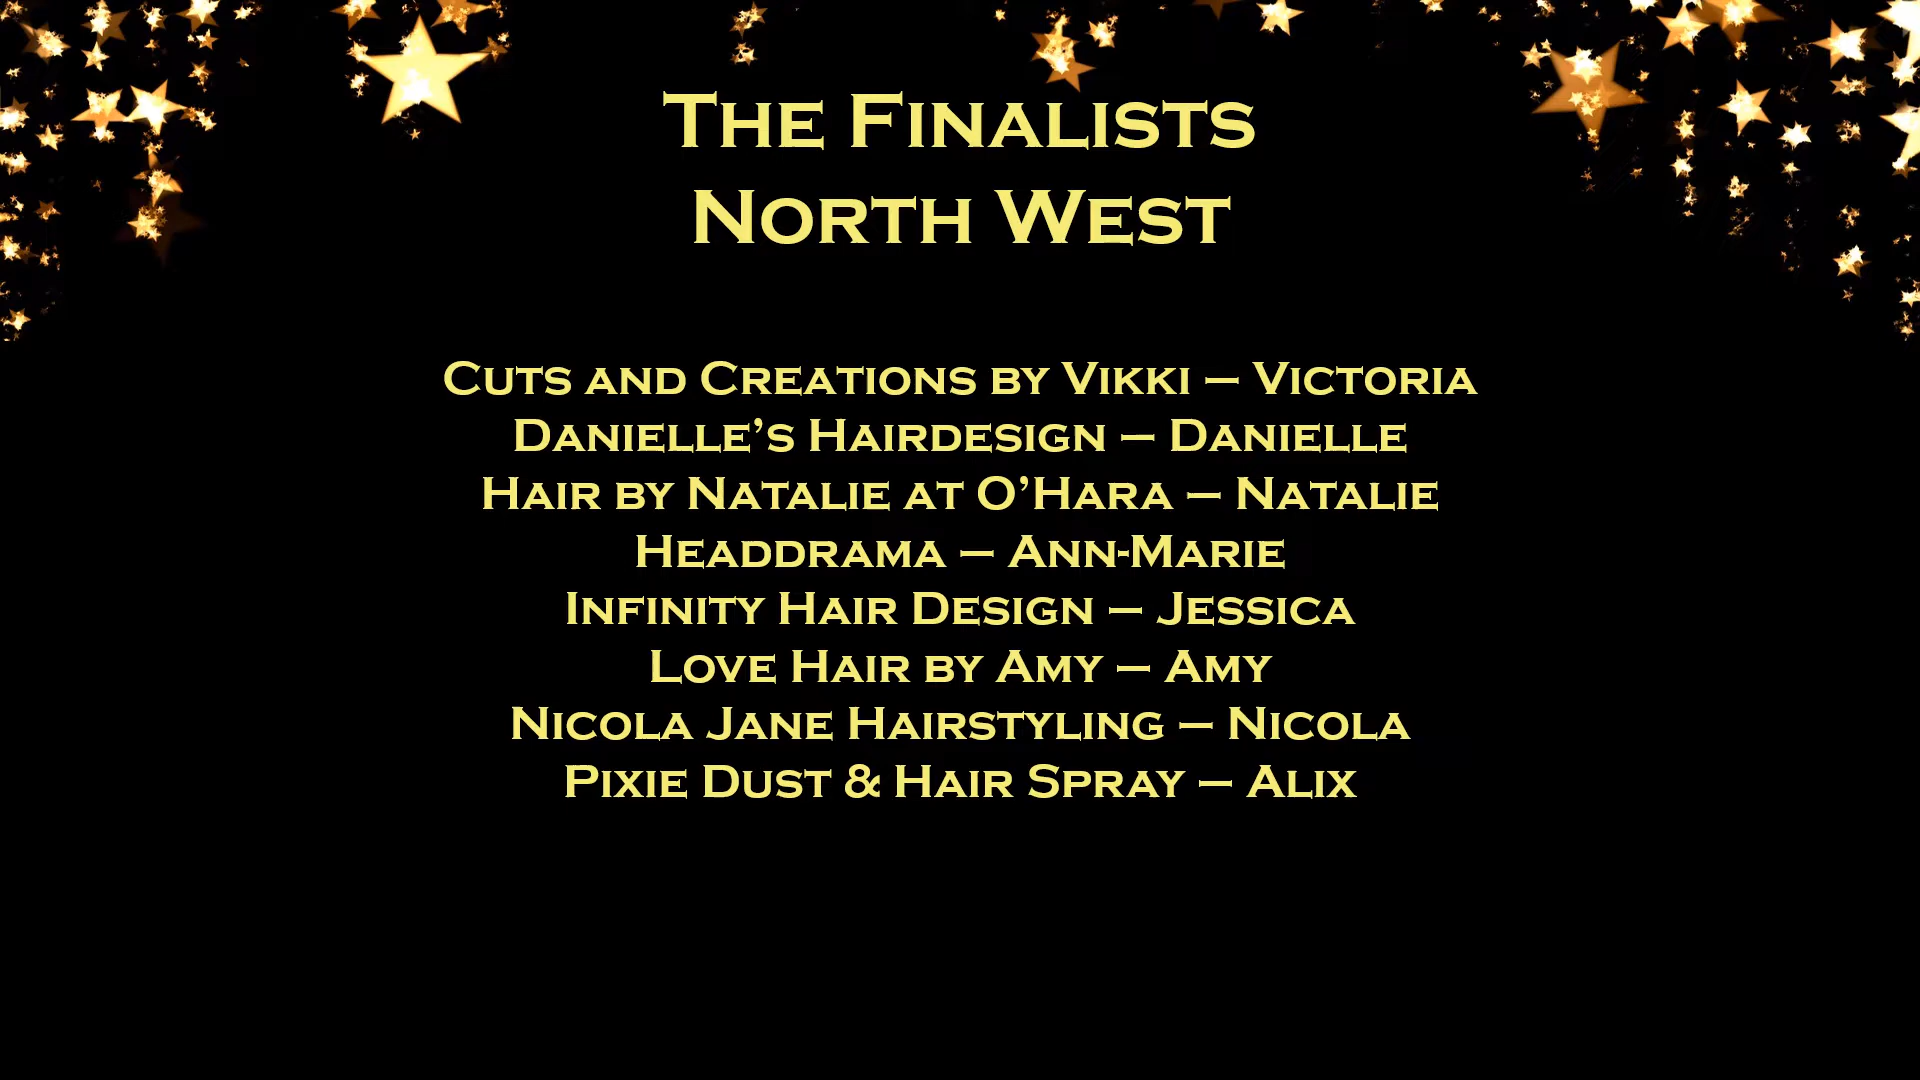 The Finalists
North West
Cuts and Creations by Vikki – Victoria
Danielle’s Hairdesign – Danielle
Hair by Natalie at O’Hara – Natalie
Headdrama – Ann-Marie
Infinity Hair Design – Jessica
Love Hair by Amy – Amy
Nicola Jane Hairstyling – Nicola
Pixie Dust & Hair Spray – Alix